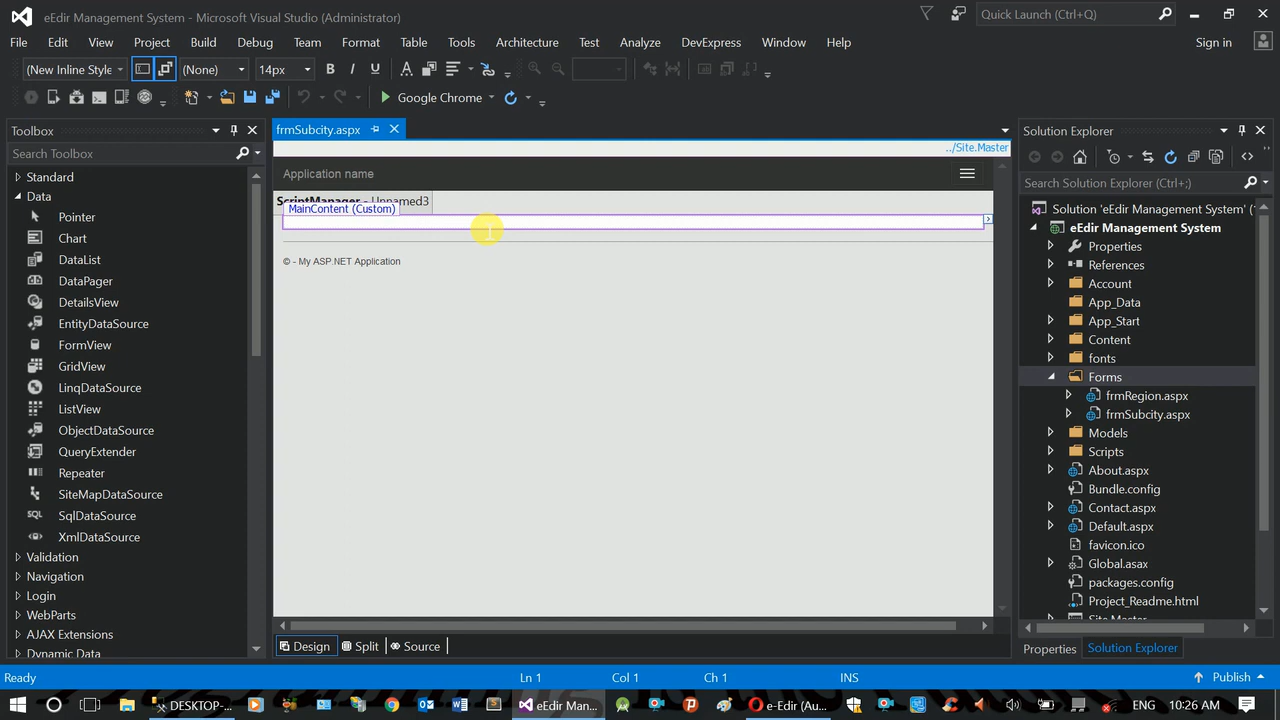 eEdir Management System - Microsoft Visual Studio (Administrator)
Quick Launch (Ctrl+Q)
File Edit View Project Build Debug Team Format Table Tools Architecture Test Analyze DevExpress Window Help
Sign in
(New Inline Style (None) 14px B I U A
Google Chrome
Toolbox
Search Toolbox
Standard
Data
Pointer
Chart
DataList
DataPager
DetailsView
EntityDataSource
FormView
GridView
LinqDataSource
ListView
ObjectDataSource
QueryExtender
Repeater
SiteMapDataSource
SqlDataSource
XmlDataSource
Validation
Navigation
Login
WebParts
AJAX Extensions
Dynamic Data
frmSubcity.aspx
../Site.Master
Application name
ScriptManager - Unnamed3
MainContent (Custom)
© - My ASP.NET Application
Design Split Source
Solution Explorer
Search Solution Explorer (Ctrl+;)
Solution 'eEdir Management System' (
eEdir Management System
Properties
References
Account
App_Data
App_Start
Content
fonts
Forms
frmRegion.aspx
frmSubcity.aspx
Models
Scripts
About.aspx
Bundle.config
Contact.aspx
Default.aspx
favicon.ico
Global.asax
packages.config
Project_Readme.html
Site.Master
Properties Solution Explorer
Ready Ln 1 Col 1 Ch 1 INS Publish
DESKTOP-... eEdir Man... e-Edir (Au... ENG 10:26 AM